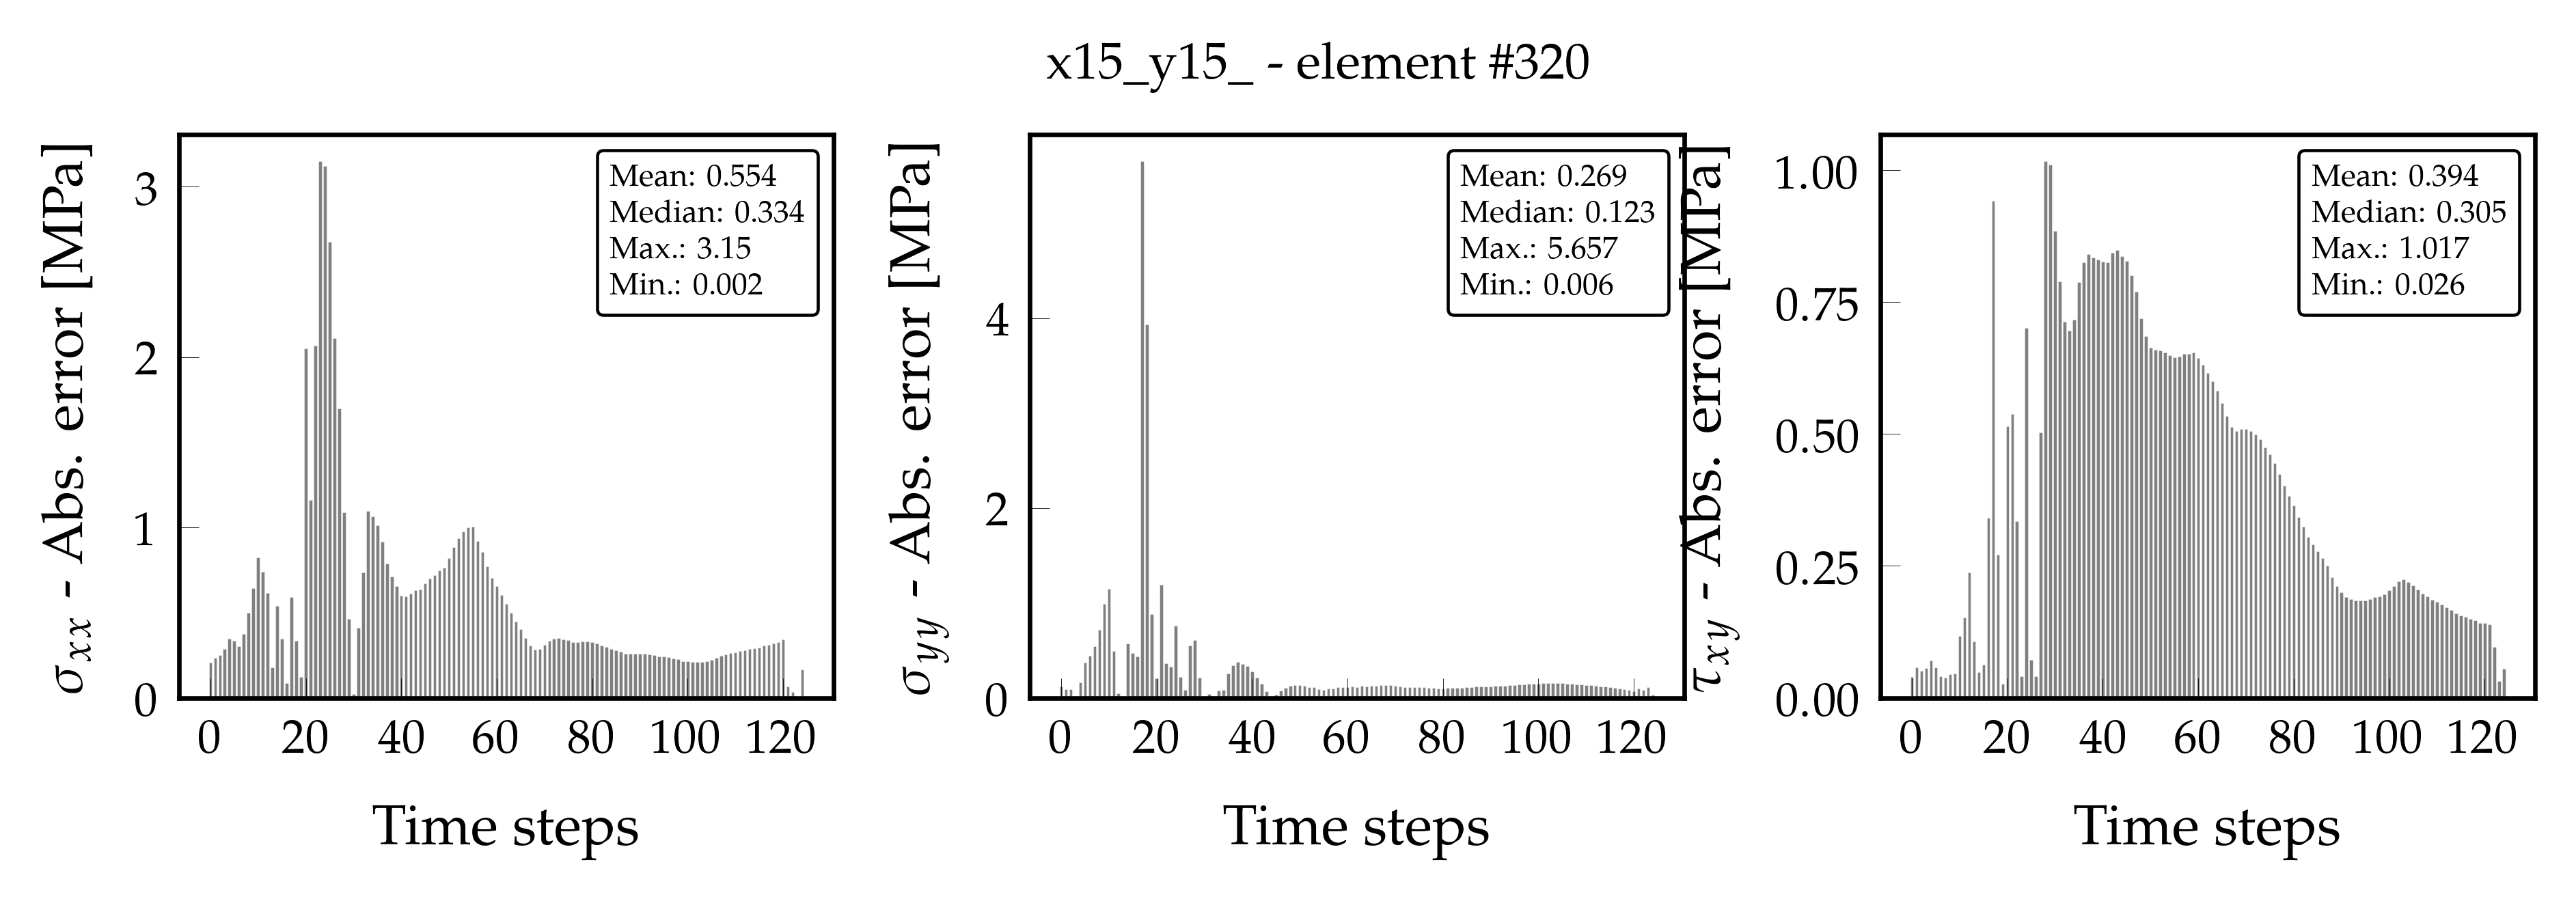 x15_y15_ - element #320
σxx - Abs. error [MPa]
3
2
1
0
0 20 40 60 80 100 120
Time steps
Mean: 0.554
Median: 0.334
Max.: 3.15
Min.: 0.002
σyy - Abs. error [MPa]
4
2
0
0 20 40 60 80 100 120
Time steps
Mean: 0.269
Median: 0.123
Max.: 5.657
Min.: 0.006
τxy - Abs. error [MPa]
1.00
0.75
0.50
0.25
0.00
0 20 40 60 80 100 120
Time steps
Mean: 0.394
Median: 0.305
Max.: 1.017
Min.: 0.026